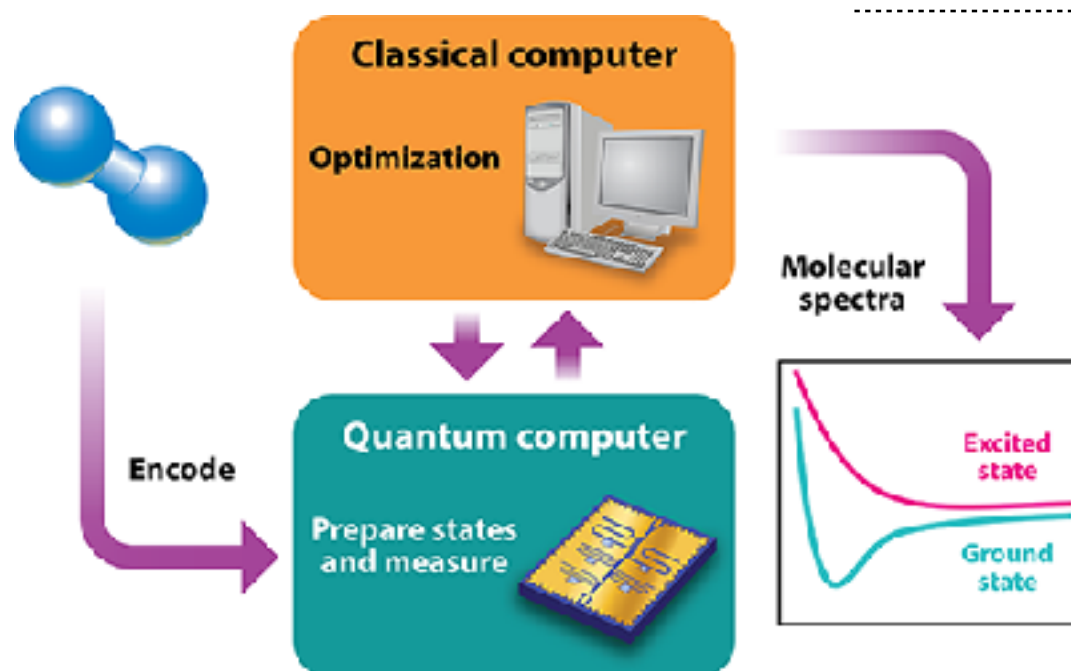 Classical computer
Optimization
Molecular
spectra
Quantum computer
Encode
Prepare states
and measure
Excited
state
Ground
state